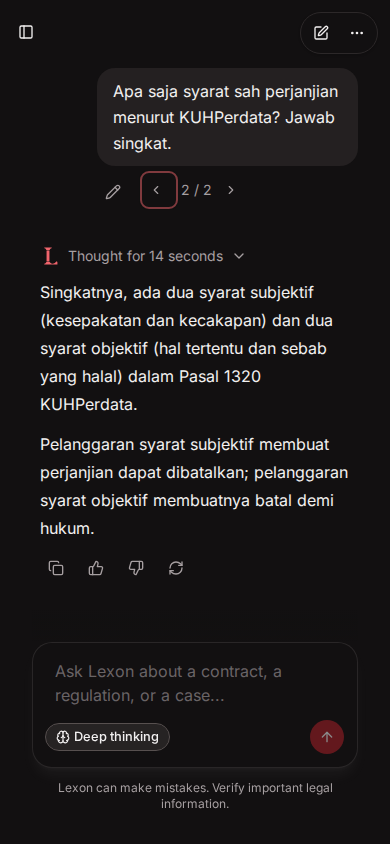 Apa saja syarat sah perjanjian
menurut KUHPerdata? Jawab
singkat.
2 / 2
L Thought for 14 seconds
Singkatnya, ada dua syarat subjektif
(kesepakatan dan kecakapan) dan dua
syarat objektif (hal tertentu dan sebab
yang halal) dalam Pasal 1320
KUHPerdata.
Pelanggaran syarat subjektif membuat
perjanjian dapat dibatalkan; pelanggaran
syarat objektif membuatnya batal demi
hukum.
Ask Lexon about a contract, a
regulation, or a case...
Deep thinking
Lexon can make mistakes. Verify important legal
information.